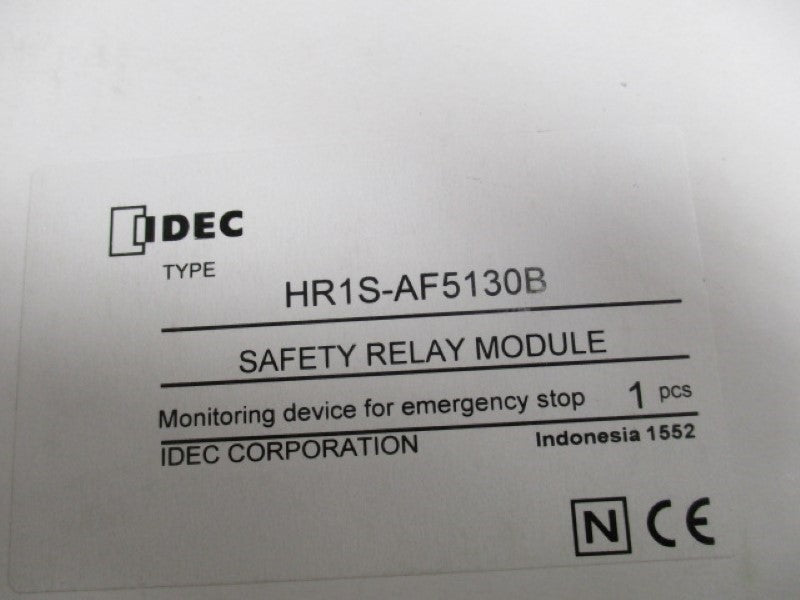 IDEC
TYPE
HR1S-AF5130B
SAFETY RELAY MODULE
Monitoring device for emergency stop 1 pcs
IDEC CORPORATION Indonesia 1552
N CE